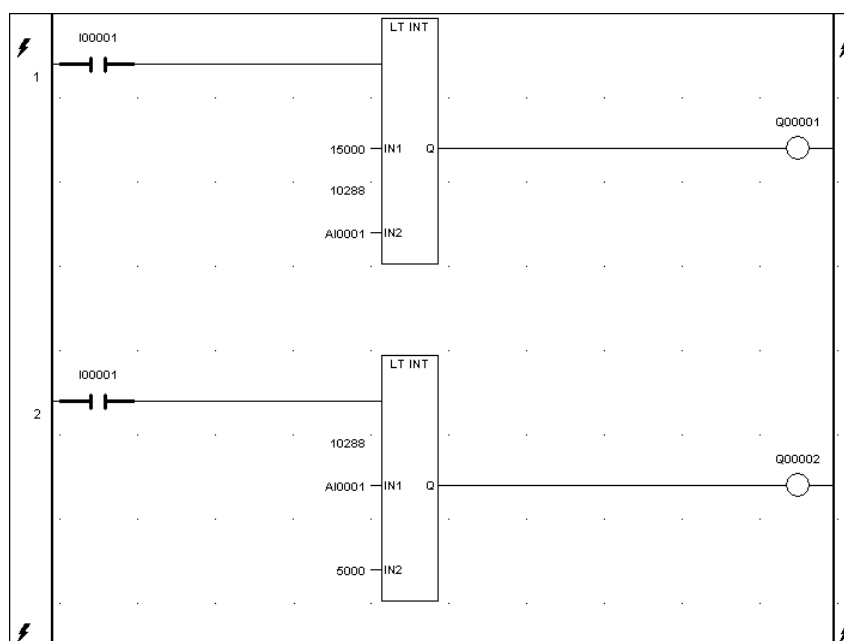 I00001
LT INT
1
Q00001
15000 IN1 Q
10288
AI0001 IN2
I00001
LT INT
2
10288
Q00002
AI0001 IN1 Q
5000 IN2